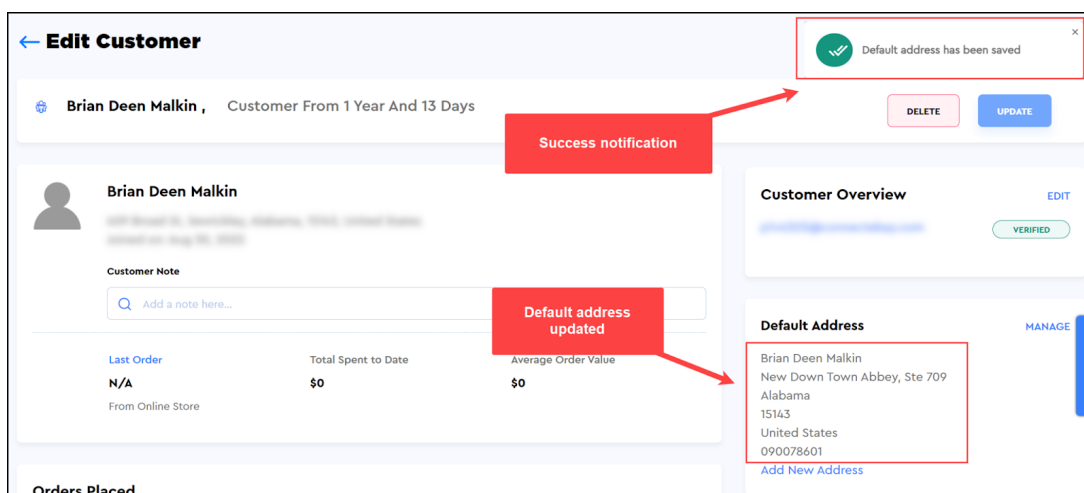 ← Edit Customer
Default address has been saved
×
Brian Deen Malkin , Customer From 1 Year And 13 Days
DELETE
UPDATE
Success notification
Brian Deen Malkin
Customer Note
Add a note here...
Last Order
Total Spent to Date
Average Order Value
N/A
$0
$0
From Online Store
Customer Overview
EDIT
VERIFIED
Default address
updated
Default Address
MANAGE
Brian Deen Malkin
New Down Town Abbey, Ste 709
Alabama
15143
United States
090078601
Add New Address
Orders Placed